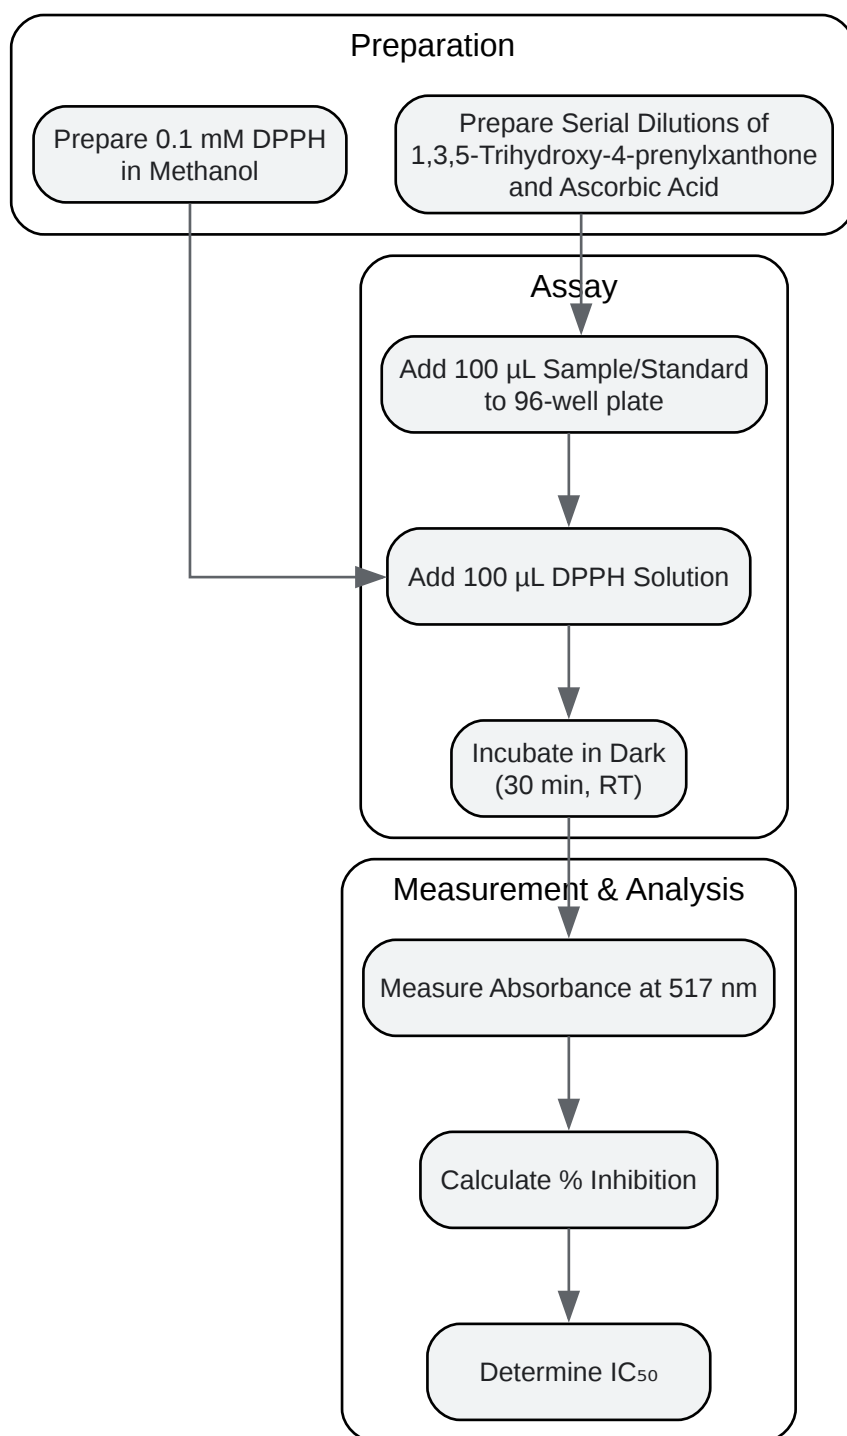 Preparation
Prepare 0.1 mM DPPH
in Methanol
Prepare Serial Dilutions of
1,3,5-Trihydroxy-4-prenylxanthone
and Ascorbic Acid
Assay
Add 100 µL Sample/Standard
to 96-well plate
Add 100 µL DPPH Solution
Incubate in Dark
(30 min, RT)
Measurement & Analysis
Measure Absorbance at 517 nm
Calculate % Inhibition
Determine IC₅₀